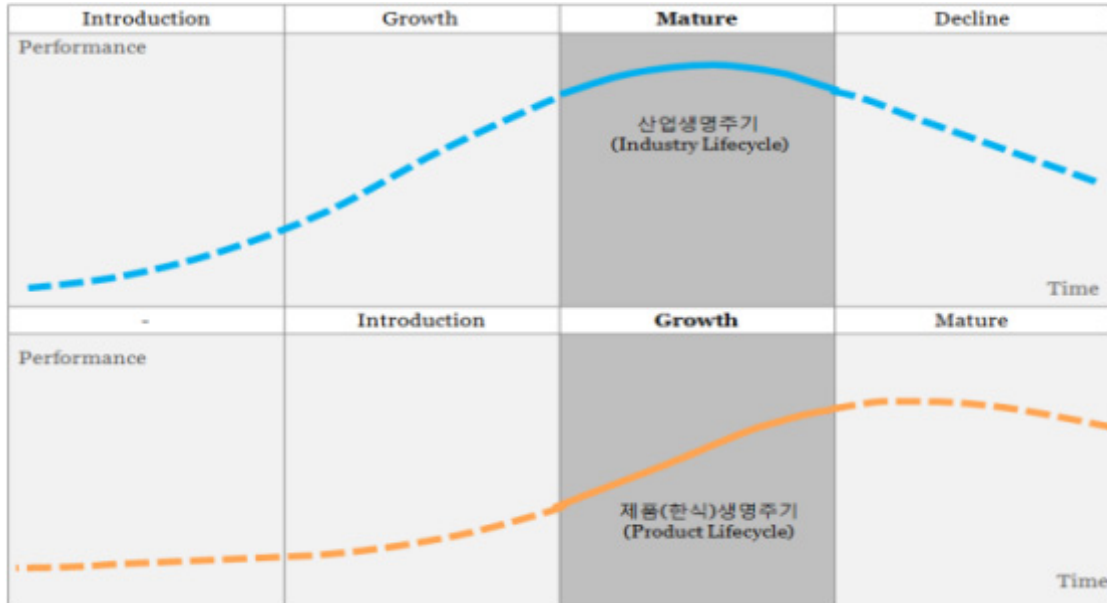 Introduction Growth Mature Decline
Performance
산업생명주기
(Industry Lifecycle)
Time
- Introduction Growth Mature
Performance
제품(한식)생명주기
(Product Lifecycle)
Time